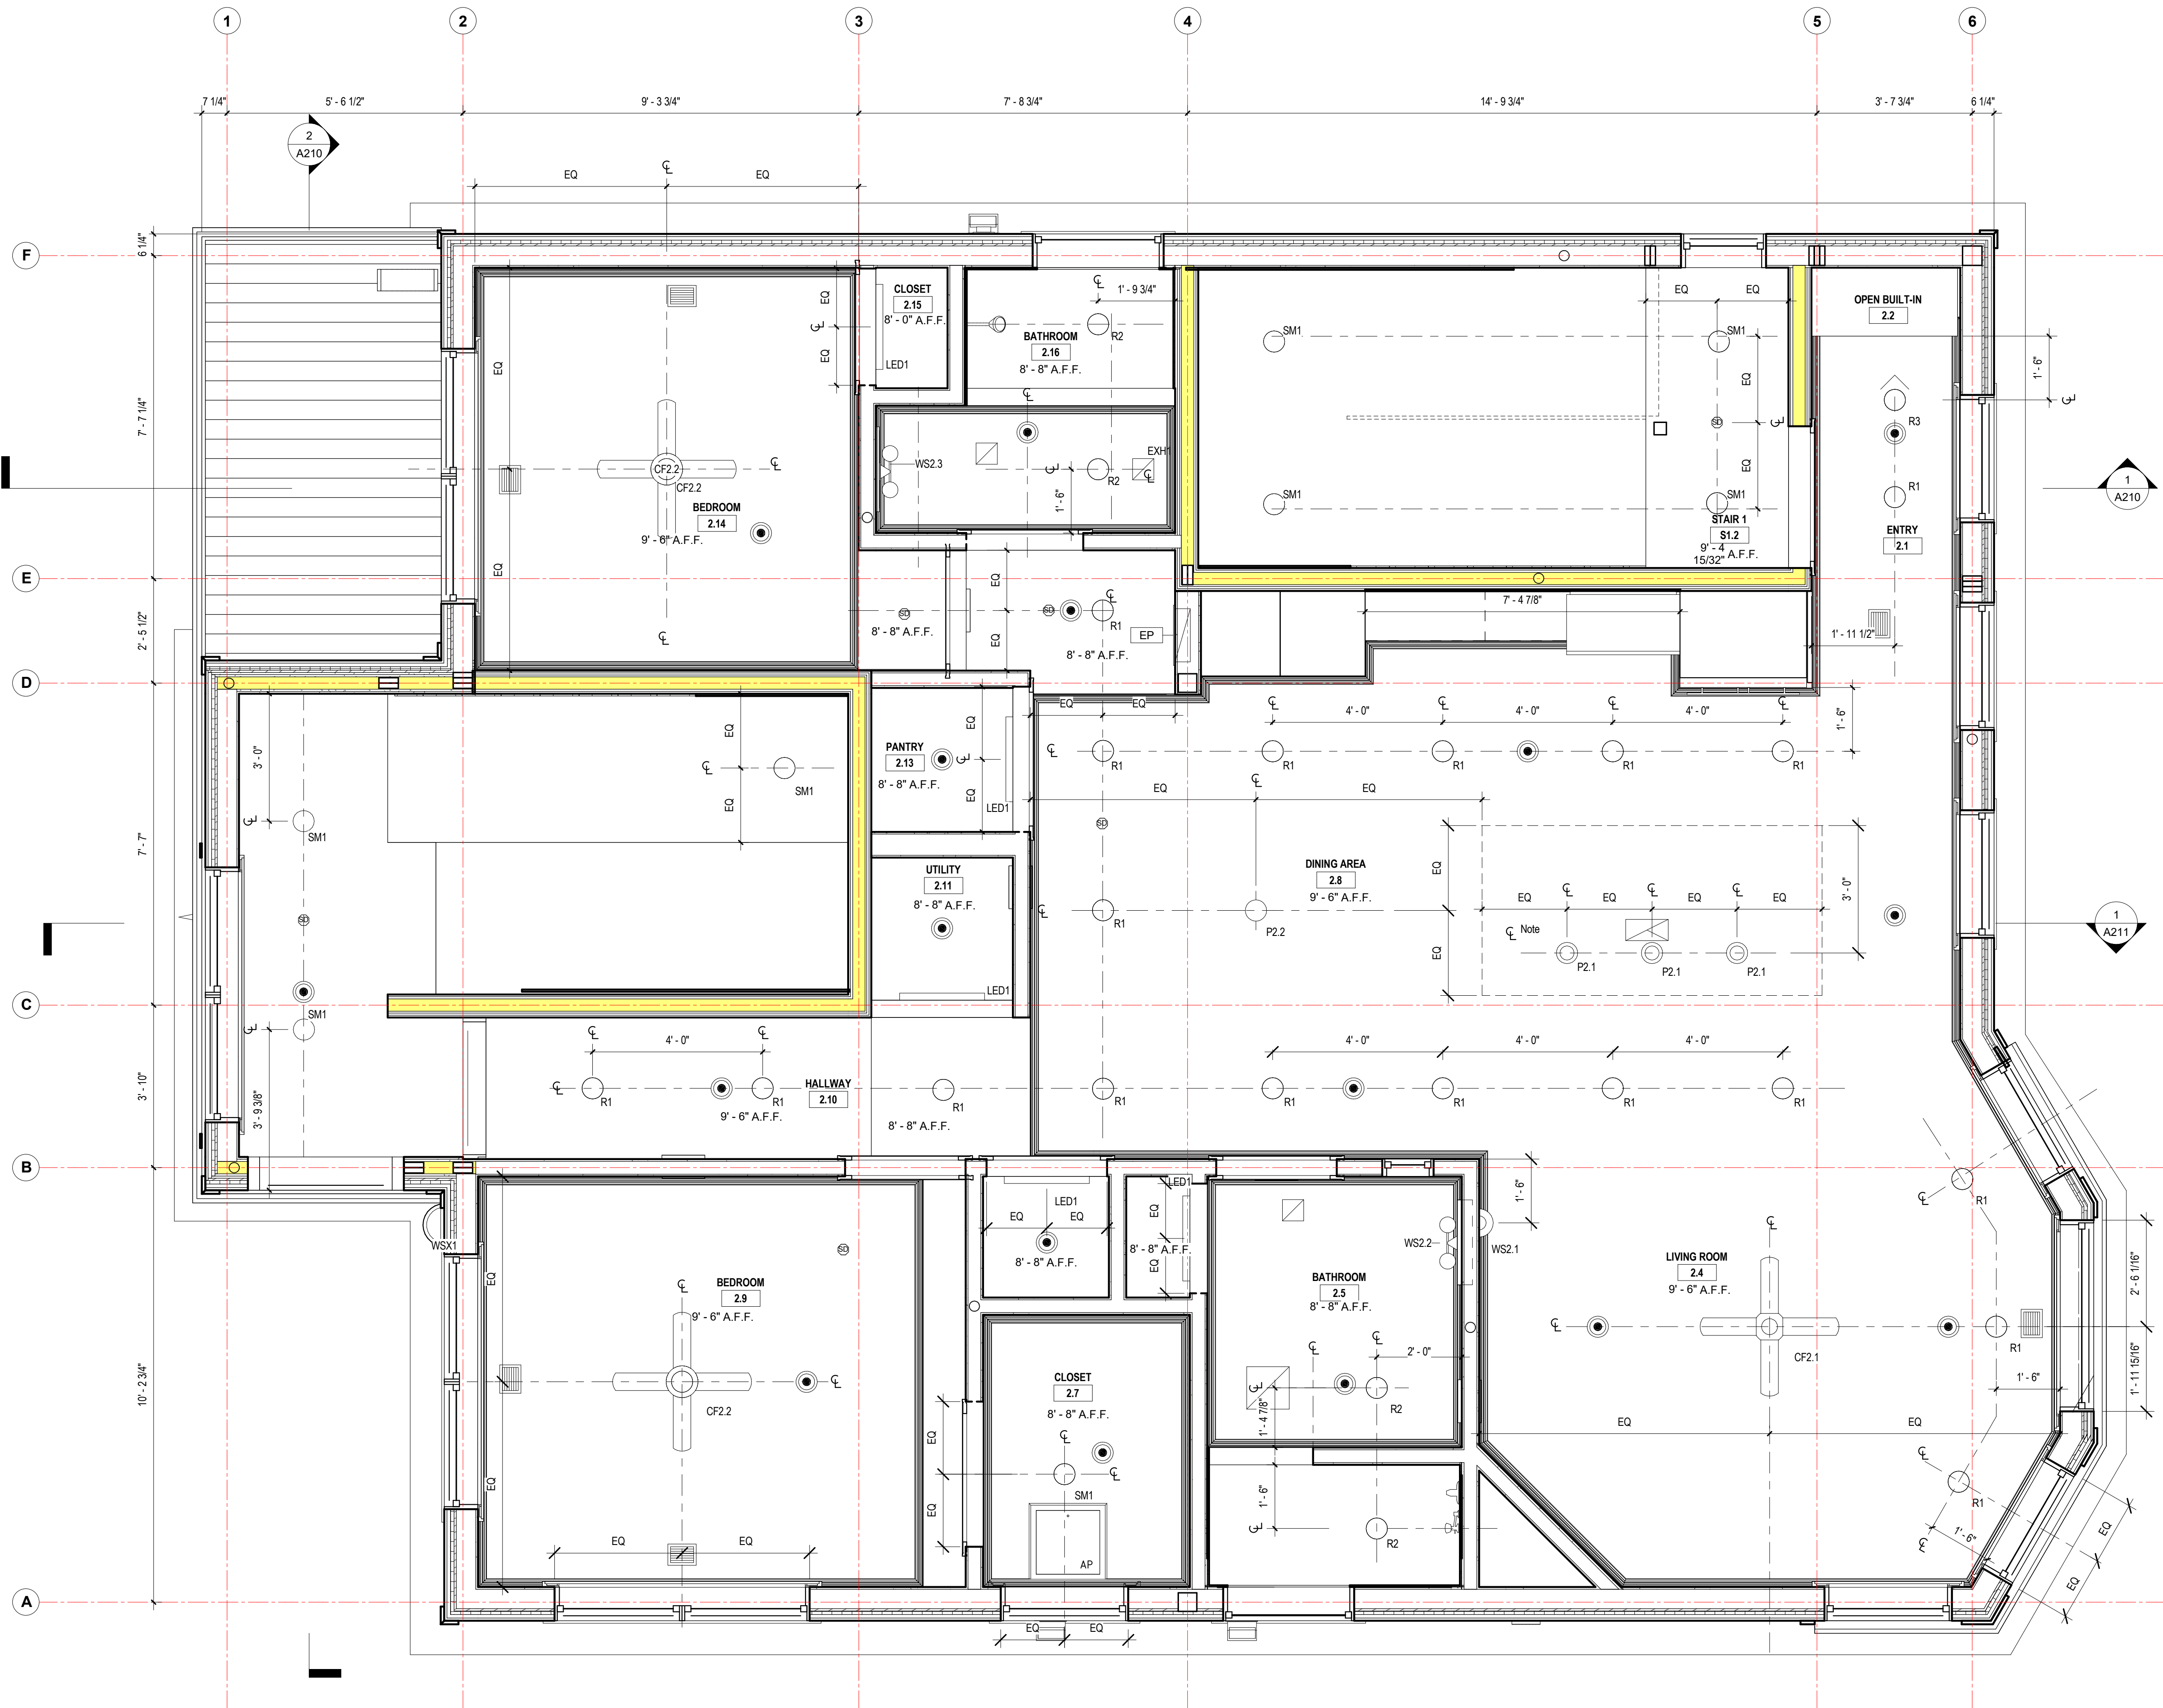 1 2 3 4 5 6
7 1/4" 5' - 6 1/2" 9' - 3 3/4" 7' - 8 3/4" 14' - 9 3/4" 3' - 7 3/4" 6 1/4"
2
A210
EQ EQ
F
6 1/4"
CLOSET
2.15
8' - 0" A.F.F.
LED1
EQ
EQ
1' - 9 3/4"
BATHROOM
2.16
8' - 8" A.F.F.
R2
SM1
EQ EQ
SM1
OPEN BUILT-IN
2.2
1' - 6"
EQ
7' - 7 1/4"
EQ
R3
SD
CF2.2
CF2.2
WS2.3
EXH1
R2
1' - 6"
EQ
R1
1
A210
BEDROOM
2.14
9' - 6" A.F.F.
SM1
SM1
STAIR 1
S1.2
9' - 4
15/32" A.F.F.
ENTRY
2.1
EQ
E
EQ
EQ
SD
8' - 8" A.F.F.
SD
R1
8' - 8" A.F.F.
EP
7' - 4 7/8"
1' - 11 1/2"
2' - 5 1/2"
D
EQ EQ
4' - 0" 4' - 0" 4' - 0"
1' - 6"
EQ
EQ
3' - 0"
SM1
PANTRY
2.13
8' - 8" A.F.F.
EQ
EQ
LED1
R1 R1 R1 R1 R1
EQ EQ
SM1
SD
7' - 7"
UTILITY
2.11
8' - 8" A.F.F.
LED1
DINING AREA
2.8
9' - 6" A.F.F.
EQ
EQ
3' - 0"
EQ EQ EQ EQ
SD
R1
P2.2
Note
P2.1 P2.1 P2.1
1
A211
C
SM1
4' - 0"
4' - 0" 4' - 0" 4' - 0"
3' - 10"
3' - 9 3/8"
R1 R1
HALLWAY
2.10
9' - 6" A.F.F.
R1
8' - 8" A.F.F.
R1 R1 R1 R1 R1
B
WSX1
LED1
EQ EQ
8' - 8" A.F.F.
LED1
EQ
8' - 8" A.F.F.
EQ
WS2.2
WS2.1
1' - 6"
R1
SD
EQ
BEDROOM
2.9
9' - 6" A.F.F.
BATHROOM
2.5
8' - 8" A.F.F.
LIVING ROOM
2.4
9' - 6" A.F.F.
2' - 6 1/16"
R1
CF2.1
10' - 2 3/4"
CF2.2
CLOSET
2.7
8' - 8" A.F.F.
2' - 0"
R2
1' - 4 7/8"
1' - 6"
1' - 11 15/16"
EQ EQ
EQ
EQ
EQ
SM1
1' - 6"
R2
R1
1' - 6"
EQ EQ
AP
EQ
EQ
A
EQ EQ